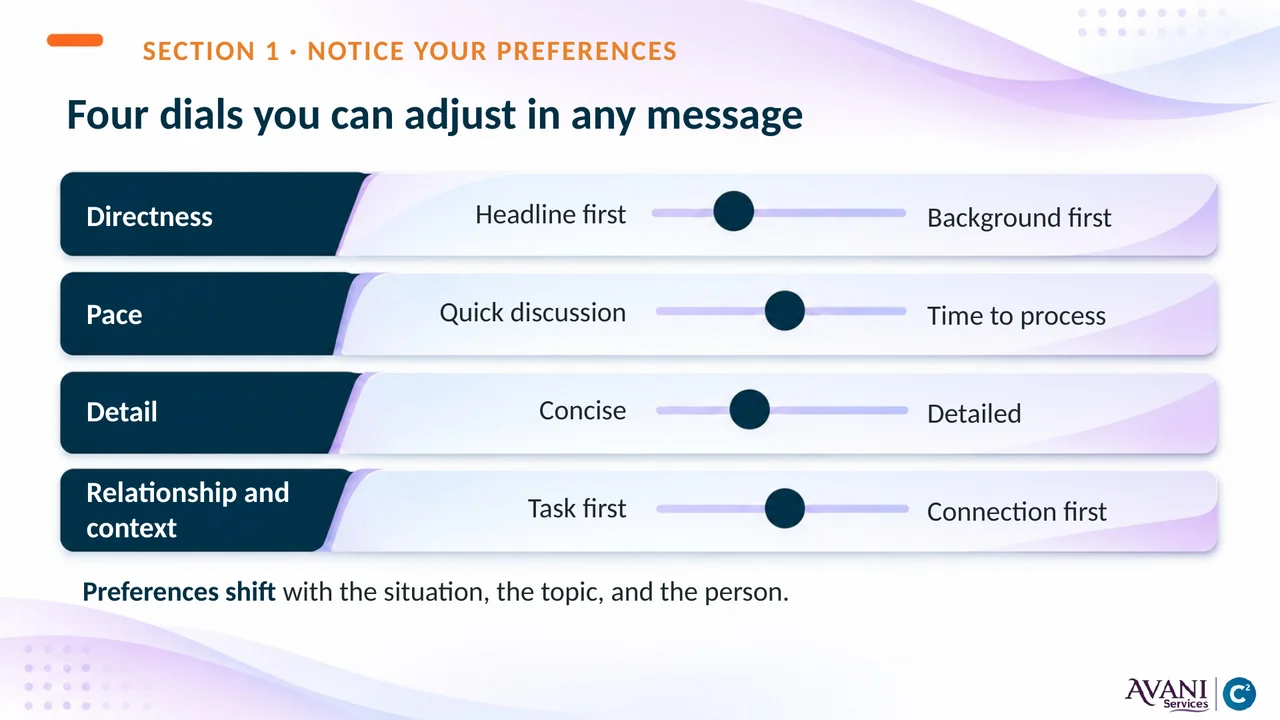 SECTION 1 · NOTICE YOUR PREFERENCES
Four dials you can adjust in any message
Directness
Headline first
Background first
Pace
Quick discussion
Time to process
Detail
Concise
Detailed
Relationship and
context
Task first
Connection first
Preferences shift with the situation, the topic, and the person.
AVANI
Services
C²